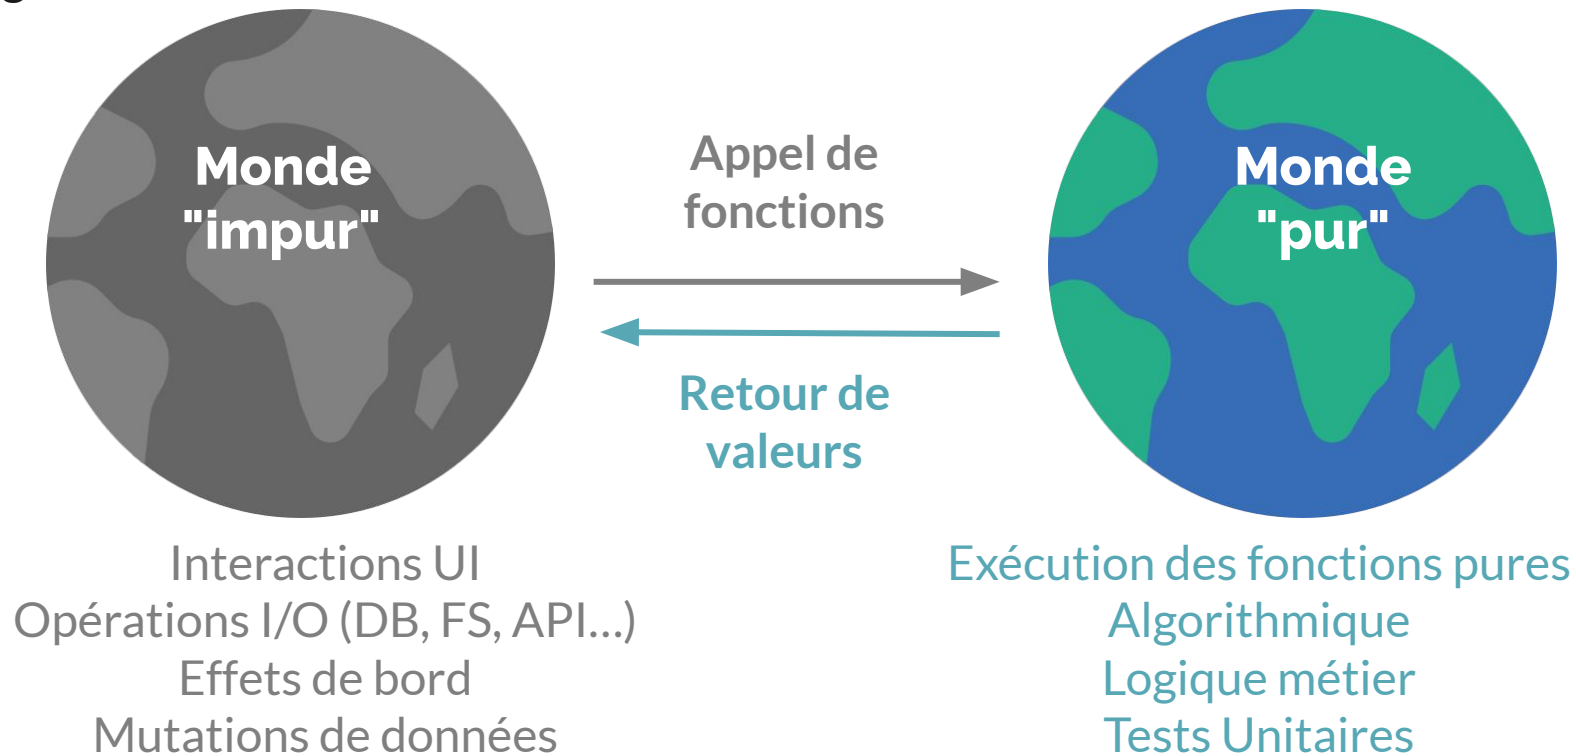 Monde
"impur"
Appel de
fonctions
Retour de
valeurs
Monde
"pur"
Interactions UI
Opérations I/O (DB, FS, API...)
Effets de bord
Mutations de données
Exécution des fonctions pures
Algorithmique
Logique métier
Tests Unitaires